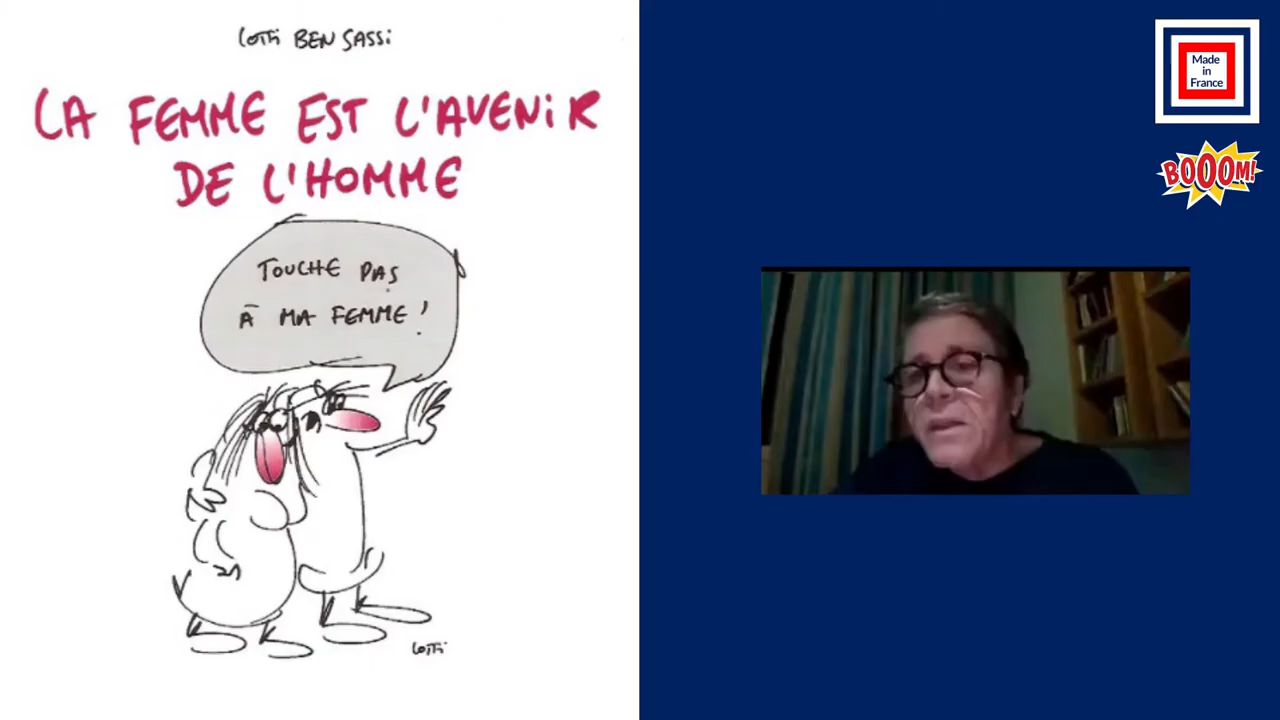 Lotfi BEN SASSi
LA FEMME EST L'AVENiR
DE L'HOMME
TOUCHE PAS
À MA FEMME !
Lotfi
Made
in
France
BOOOM!